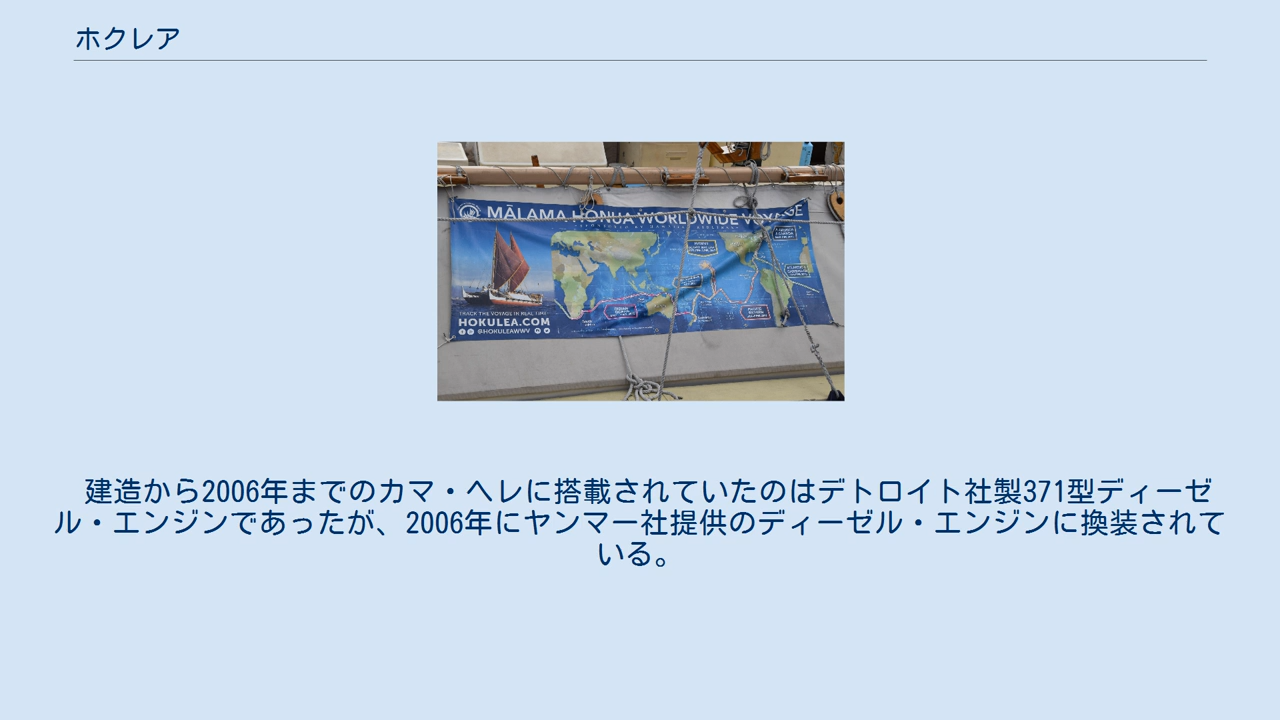 ホクレア
MĀLAMA HONUA WORLDWIDE VOYAGE
TRACK THE VOYAGE IN REAL TIME
HOKULEA.COM
@HOKULEAWWV
建造から2006年までのカマ・ヘレに搭載されていたのはデトロイト社製371型ディーゼ
ル・エンジンであったが、2006年にヤンマー社提供のディーゼル・エンジンに換装されて
いる。